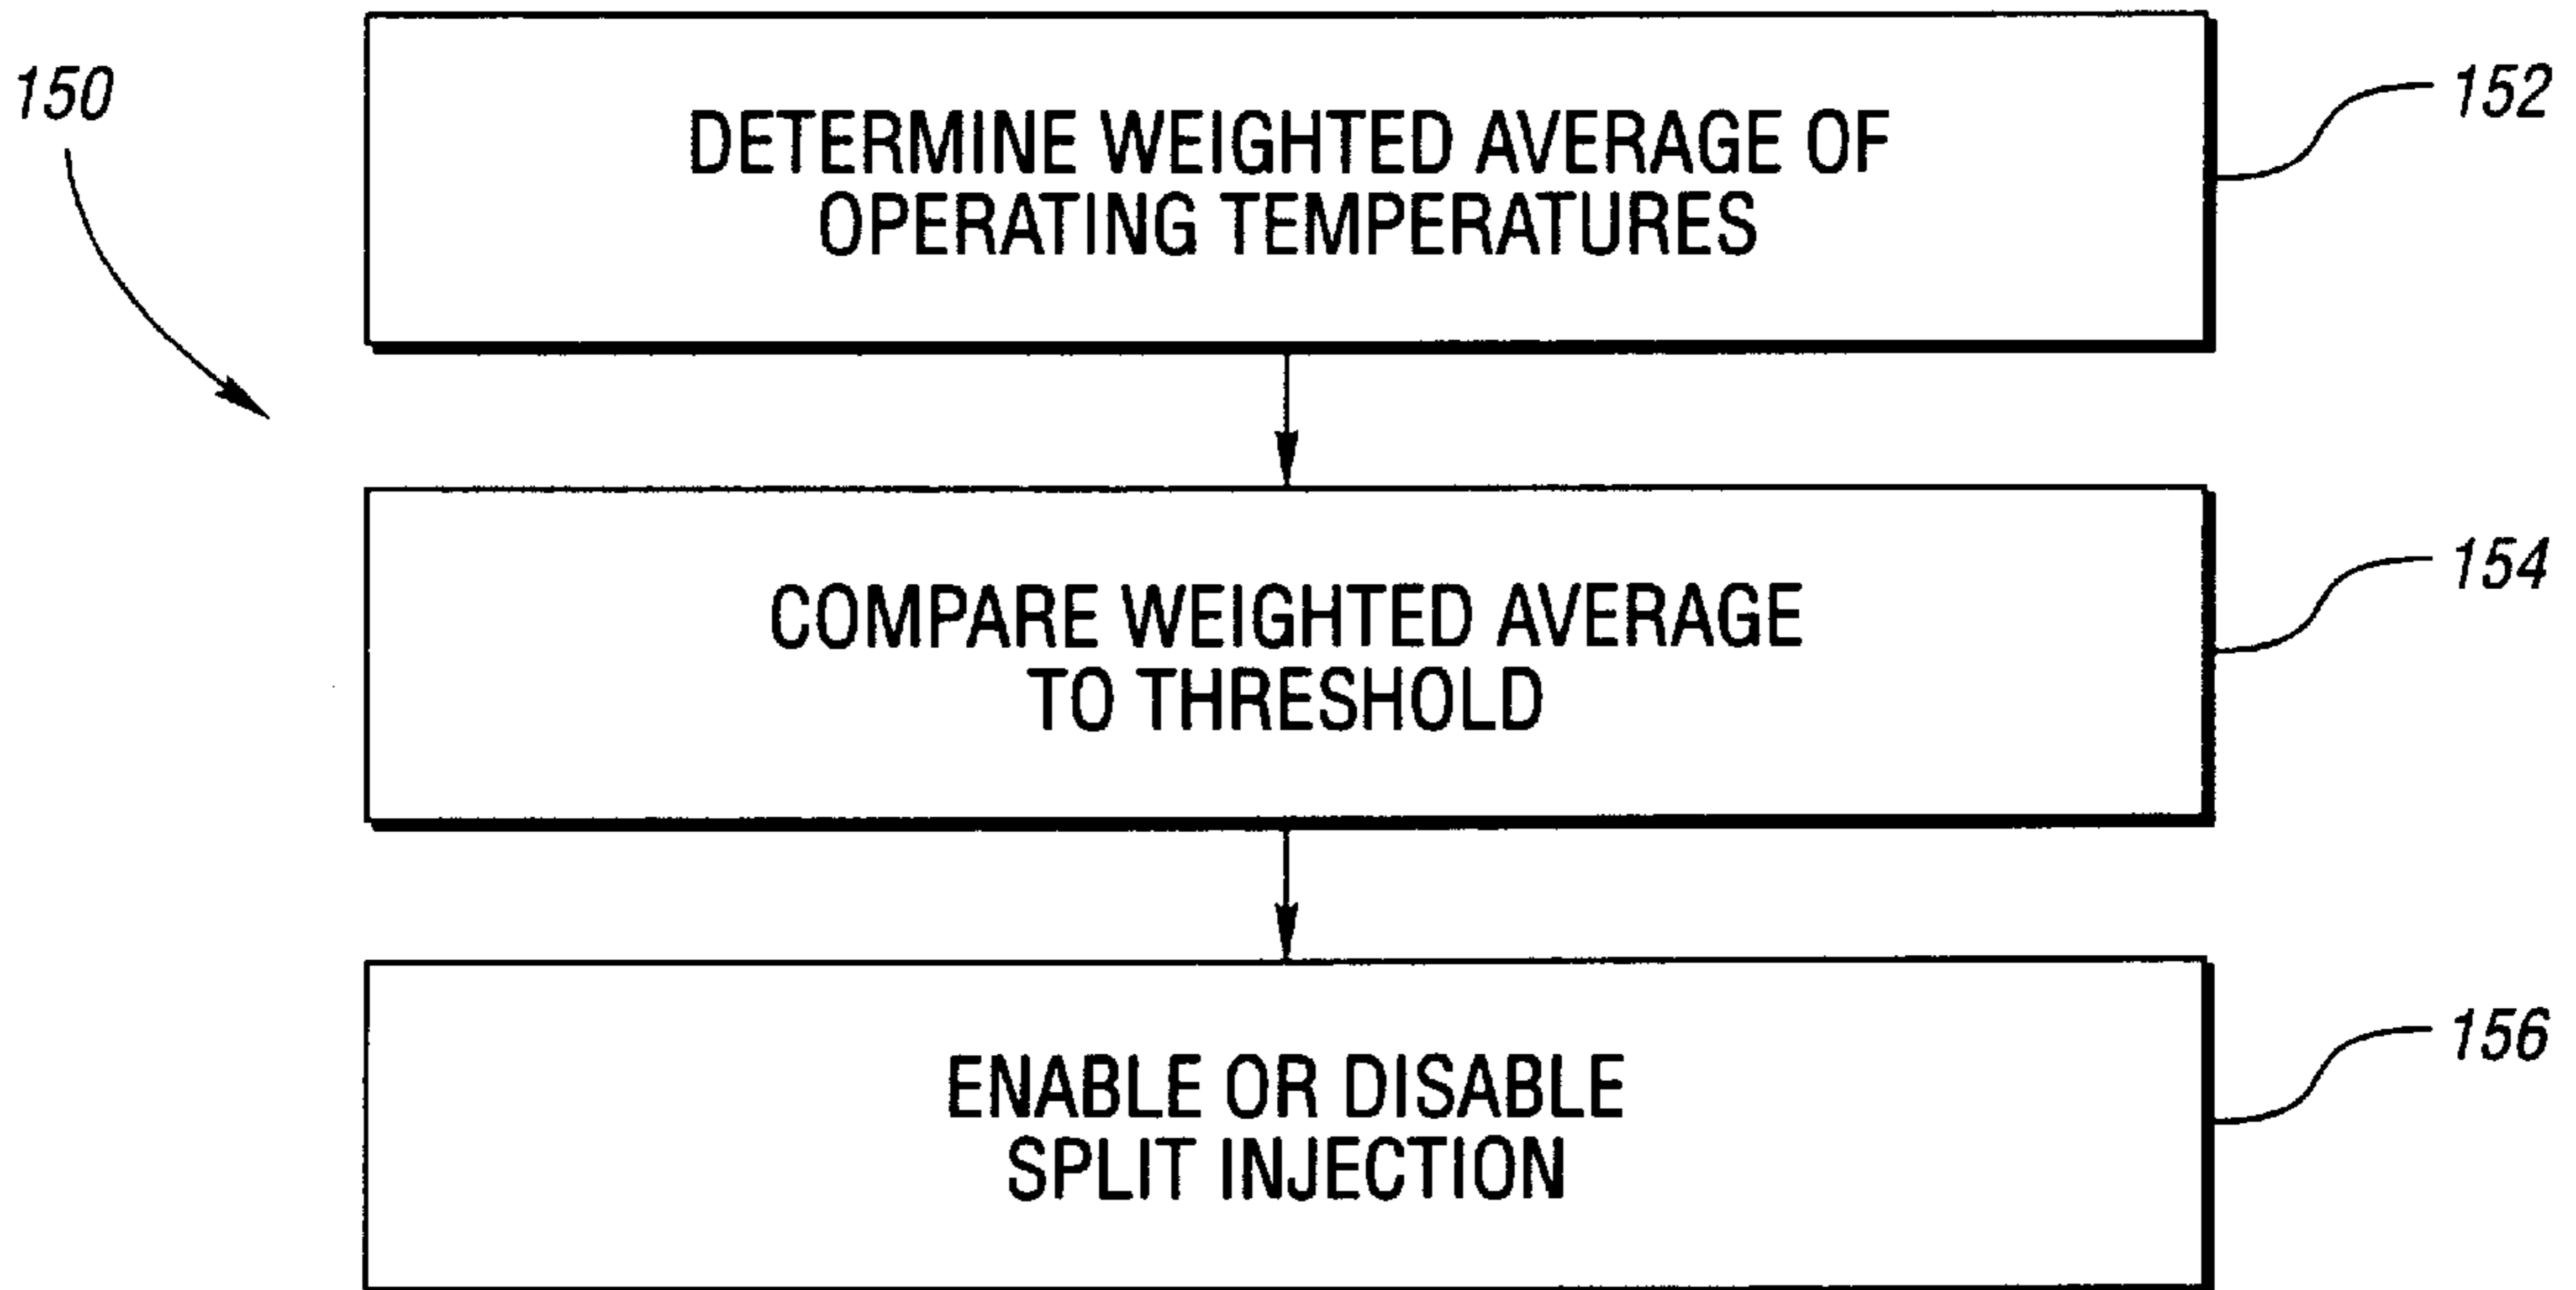 150
DETERMINE WEIGHTED AVERAGE OF
OPERATING TEMPERATURES
152
COMPARE WEIGHTED AVERAGE
TO THRESHOLD
154
ENABLE OR DISABLE
SPLIT INJECTION
156